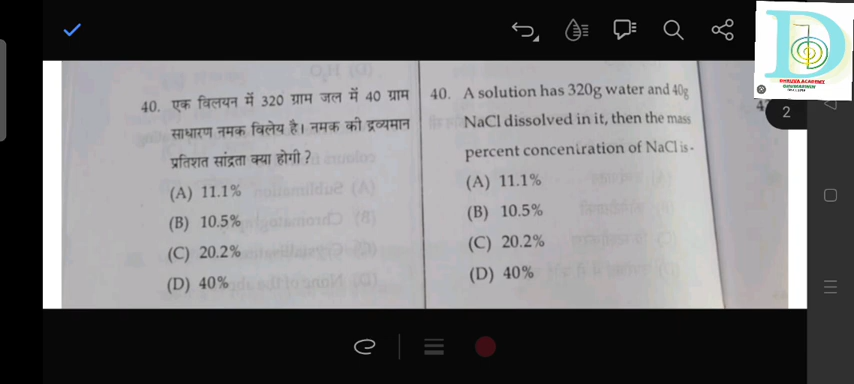 40. एक विलयन में 320 ग्राम जल में 40 ग्राम
साधारण नमक विलेय है। नमक की द्रव्यमान
प्रतिशत सांद्रता क्या होगी ?
(A) 11.1%
(B) 10.5%
(C) 20.2%
(D) 40%
40. A solution has 320g water and 40g
NaCl dissolved in it, then the mass
percent concentration of NaCl is -
(A) 11.1%
(B) 10.5%
(C) 20.2%
(D) 40%
2
D
DHRUVA ACADEMY